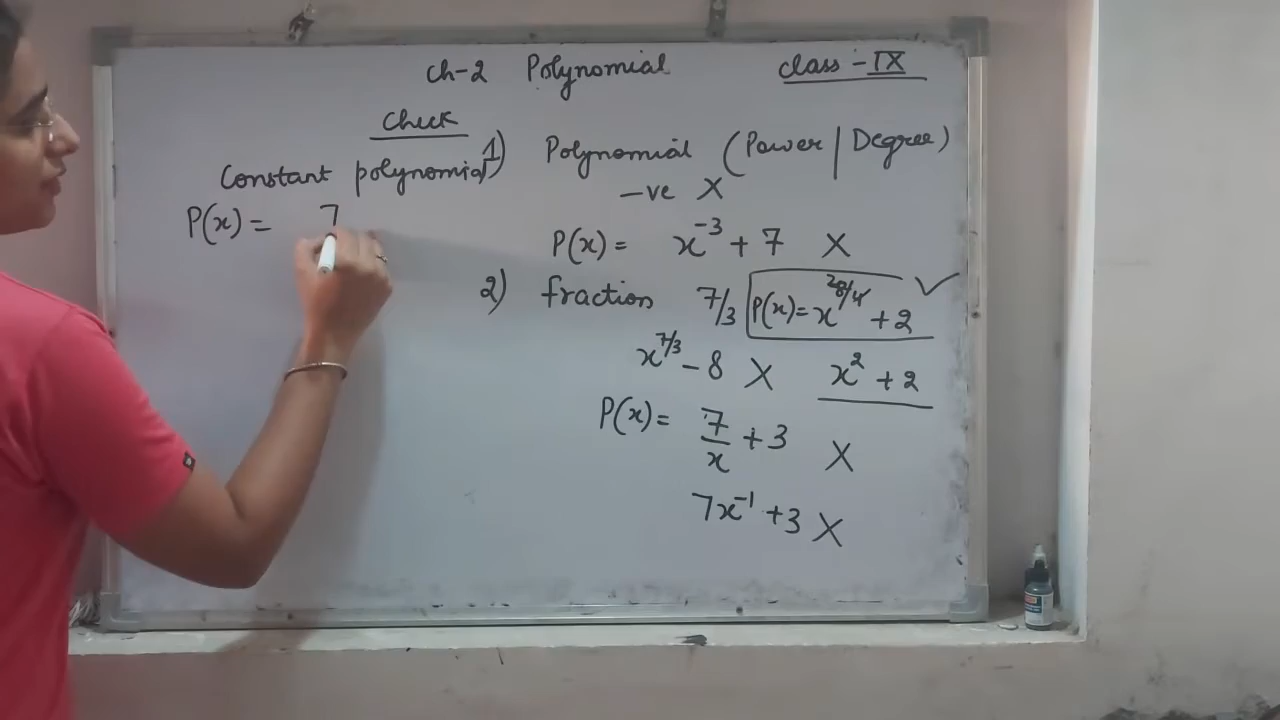 Ch-2 Polynomial class - IX
Check
1) Polynomial (Power | Degree)
-ve X
P(x) = x⁻³ + 7 X
2) fraction 7/3 P(x) = x^8/4 + 2 ✓
x^7/3 - 8 X x² + 2
P(x) = 7/x + 3 X
7x⁻¹ + 3 X
Constant polynomial
P(x) = 7